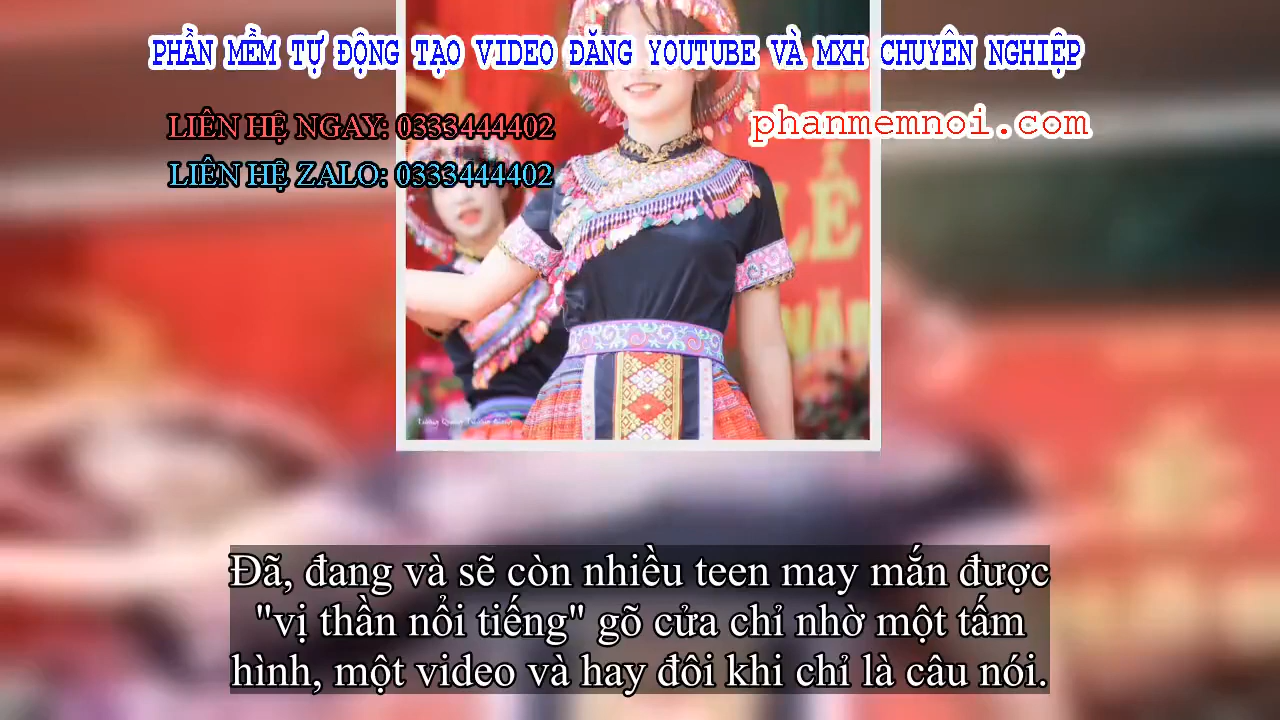 PHẦN MỀM TỰ ĐỘNG TẠO VIDEO ĐĂNG YOUTUBE VÀ MXH CHUYÊN NGHIỆP
LIÊN HỆ NGAY: 0333444402
phanmemnoi.com
LIÊN HỆ ZALO: 0333444402
LỄ
NĂM
Đã, đang và sẽ còn nhiều teen may mắn được
"vị thần nổi tiếng" gõ cửa chỉ nhờ một tấm
hình, một video và hay đôi khi chỉ là câu nói.